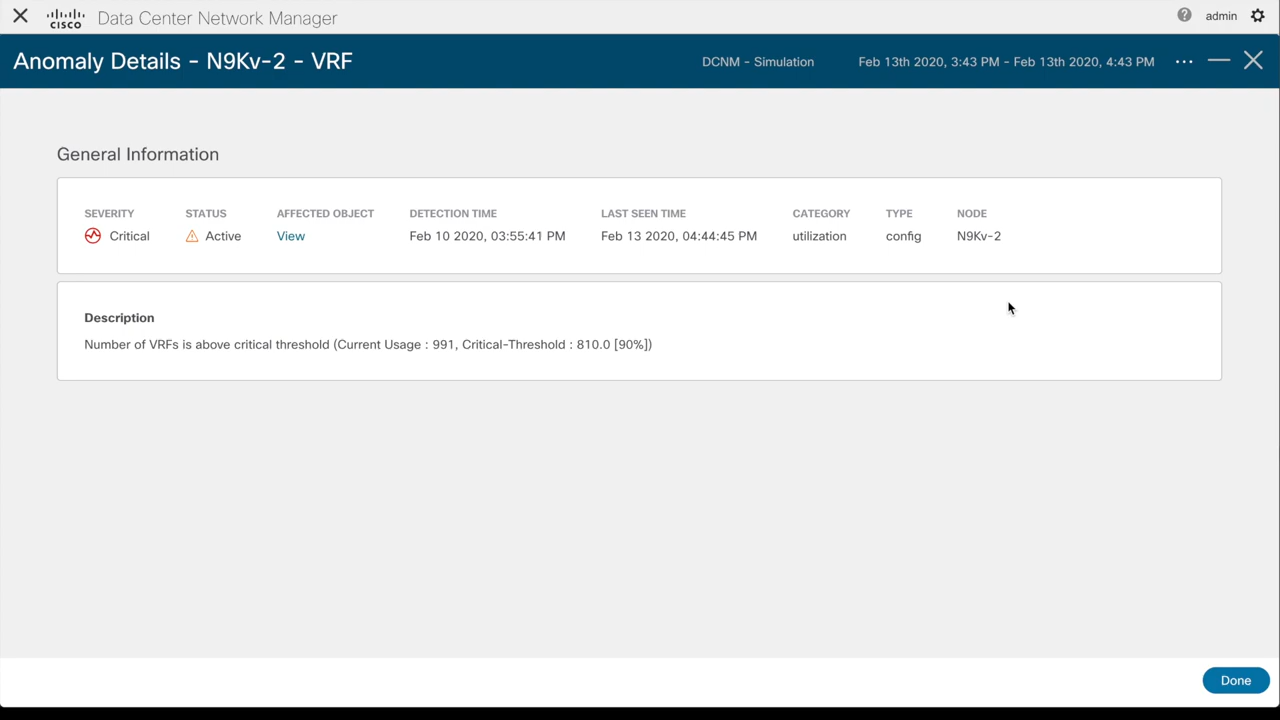 CISCO Data Center Network Manager admin
Anomaly Details - N9Kv-2 - VRF DCNM - Simulation Feb 13th 2020, 3:43 PM - Feb 13th 2020, 4:43 PM
General Information
SEVERITY STATUS AFFECTED OBJECT DETECTION TIME LAST SEEN TIME CATEGORY TYPE NODE
Critical Active View Feb 10 2020, 03:55:41 PM Feb 13 2020, 04:44:45 PM utilization config N9Kv-2
Description
Number of VRFs is above critical threshold (Current Usage : 991, Critical-Threshold : 810.0 [90%])
Done